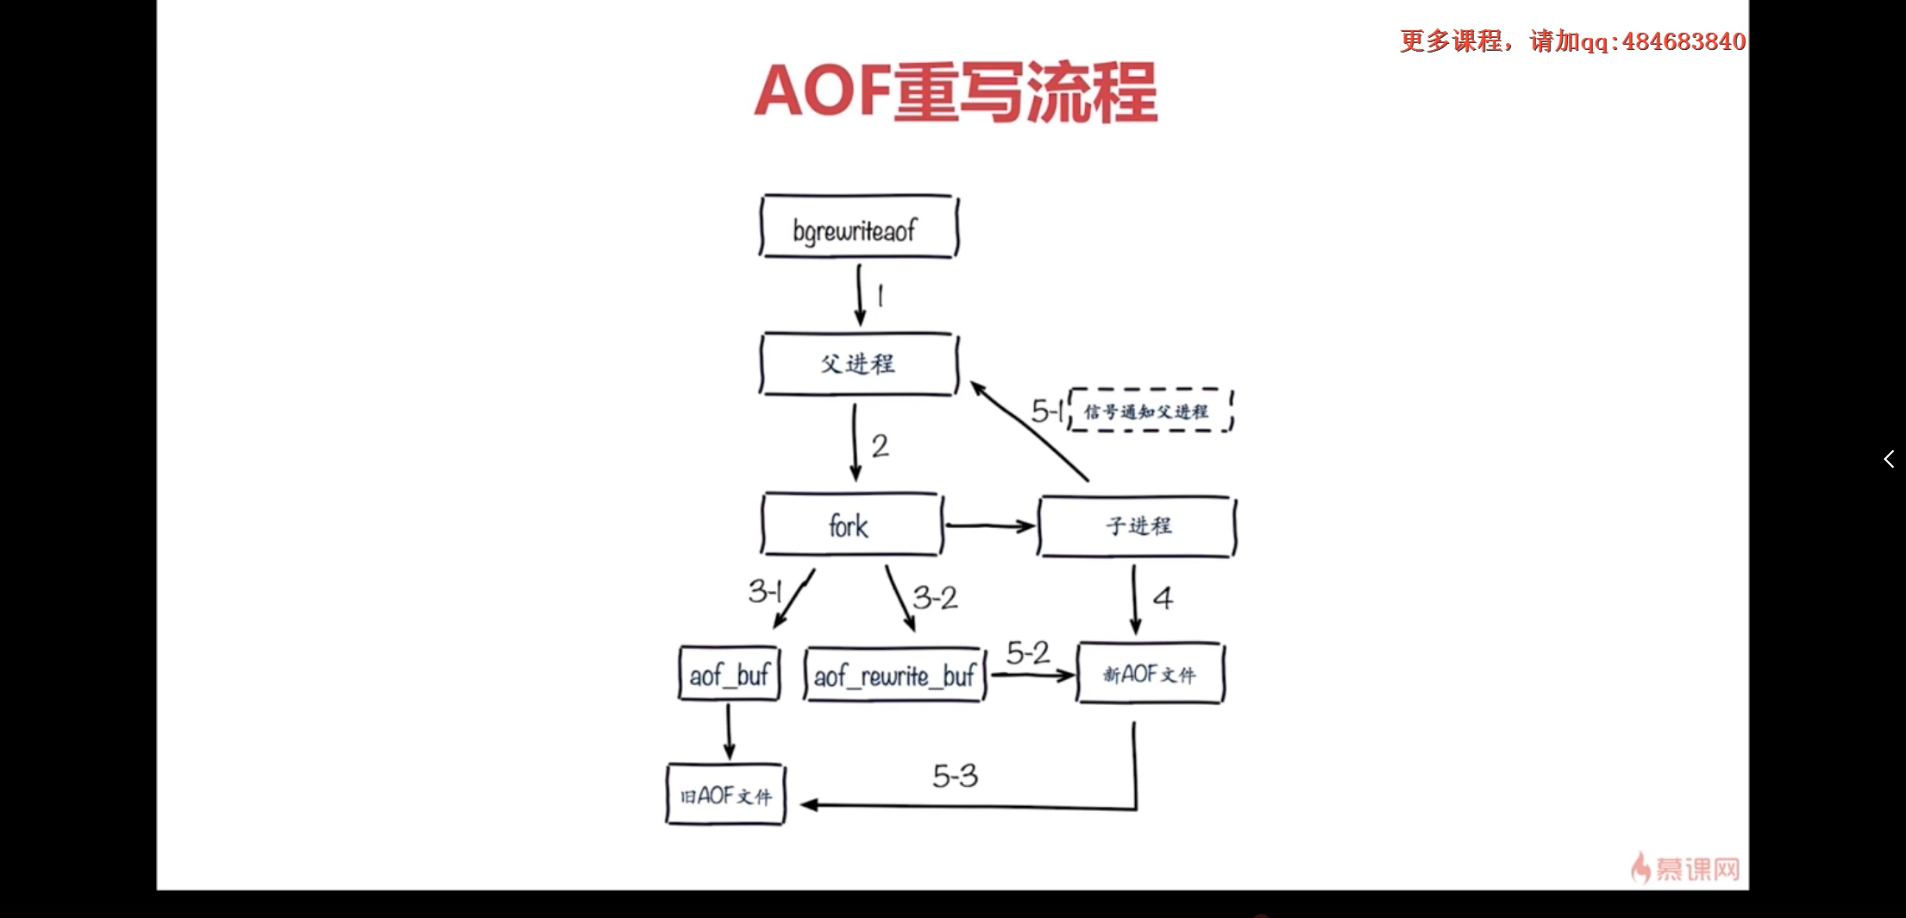 更多课程，请加qq:484683840
AOF重写流程
bgrewriteaof
1
父进程
5-1
信号通知父进程
2
fork
子进程
3-1
3-2
4
aof_buf
aof_rewrite_buf
5-2
新AOF文件
5-3
旧AOF文件
慕课网